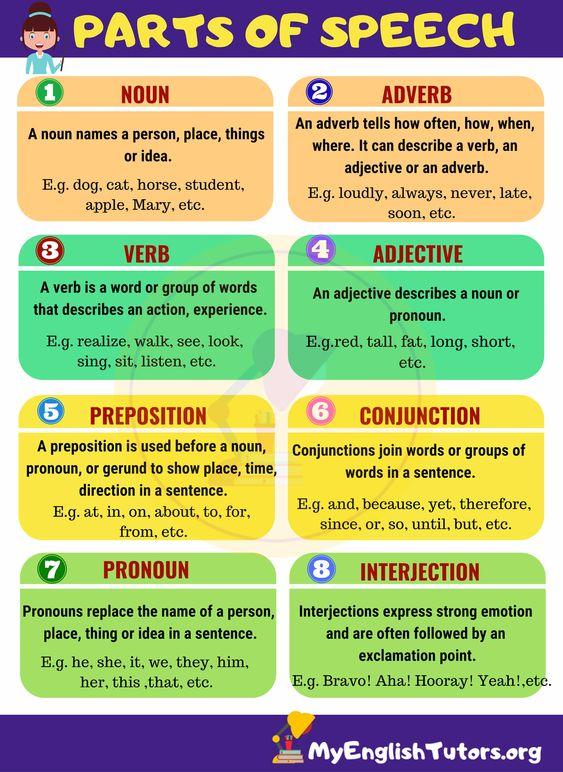 PARTS OF SPEECH
1 NOUN
A noun names a person, place, things
or idea.
E.g. dog, cat, horse, student,
apple, Mary, etc.
2 ADVERB
An adverb tells how often, how, when,
where. It can describe a verb, an
adjective or an adverb.
E.g. loudly, always, never, late,
soon, etc.
3 VERB
A verb is a word or group of words
that describes an action, experience.
E.g. realize, walk, see, look,
sing, sit, listen, etc.
4 ADJECTIVE
An adjective describes a noun or
pronoun.
E.g.red, tall, fat, long, short,
etc.
5 PREPOSITION
A preposition is used before a noun,
pronoun, or gerund to show place, time,
direction in a sentence.
E.g. at, in, on, about, to, for,
from, etc.
6 CONJUNCTION
Conjunctions join words or groups of
words in a sentence.
E.g. and, because, yet, therefore,
since, or, so, until, but, etc.
7 PRONOUN
Pronouns replace the name of a person,
place, thing or idea in a sentence.
E.g. he, she, it, we, they, him,
her, this ,that, etc.
8 INTERJECTION
Interjections express strong emotion
and are often followed by an
exclamation point.
E.g. Bravo! Aha! Hooray! Yeah!,etc.
MyEnglishTutors.org